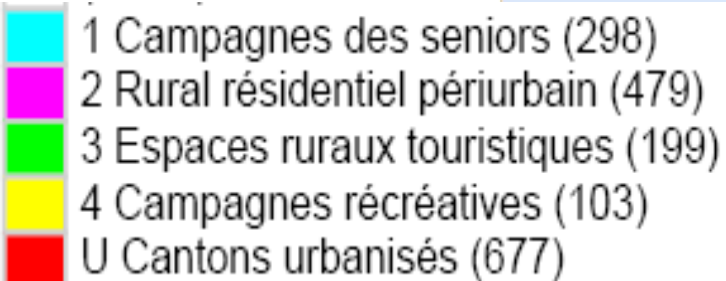 1 Campagnes des seniors (298)
2 Rural résidentiel périurbain (479)
3 Espaces ruraux touristiques (199)
4 Campagnes récréatives (103)
U Cantons urbanisés (677)